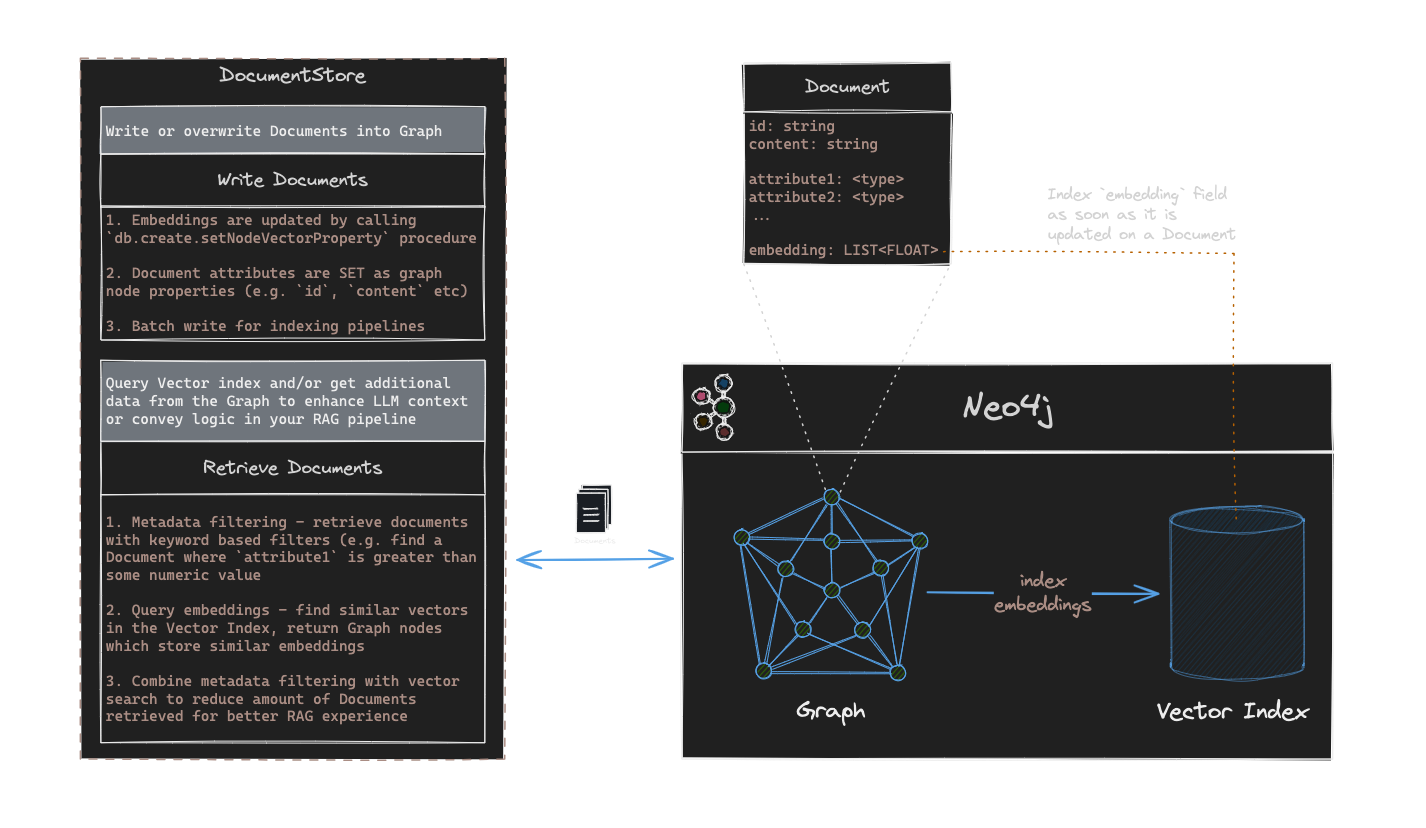 DocumentStore
Write or overwrite Documents into Graph
Write Documents
1. Embeddings are updated by calling
`db.create.setNodeVectorProperty` procedure
2. Document attributes are SET as graph
node properties (e.g. `id`, `content` etc)
3. Batch write for indexing pipelines
Query Vector index and/or get additional
data from the Graph to enhance LLM context
or convey logic in your RAG pipeline
Retrieve Documents
1. Metadata filtering – retrieve documents
with keyword based filters (e.g. find a
Document where `attribute1` is greater than
some numeric value
2. Query embeddings – find similar vectors
in the Vector Index, return Graph nodes
which store similar embeddings
3. Combine metadata filtering with vector
search to reduce amount of Documents
retrieved for better RAG experience
Documents
Document
id: string
content: string
attribute1: <type>
attribute2: <type>
...
embedding: LIST<FLOAT>
Index `embedding` field
as soon as it is
updated on a Document
Neo4j
index
embeddings
Graph
Vector Index